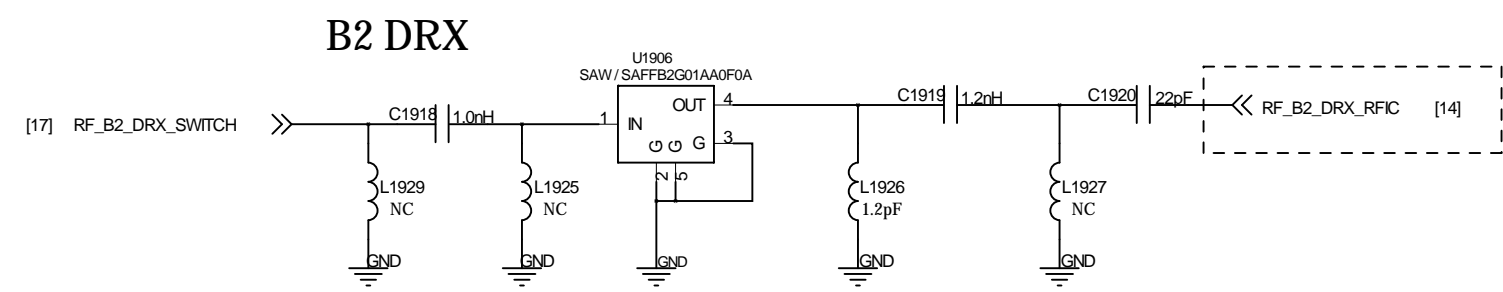 B2 DRX
U1906
SAW / SAFFB2G01AA0F0A
[17] RF_B2_DRX_SWITCH
C1918 1.0nH
1 IN
OUT 4
G G G 3
2 5
C1919 1.2nH
C1920 22pF
RF_B2_DRX_RFIC [14]
L1929
NC
L1925
NC
L1926
1.2pF
L1927
NC
GND
GND
GND
GND
GND